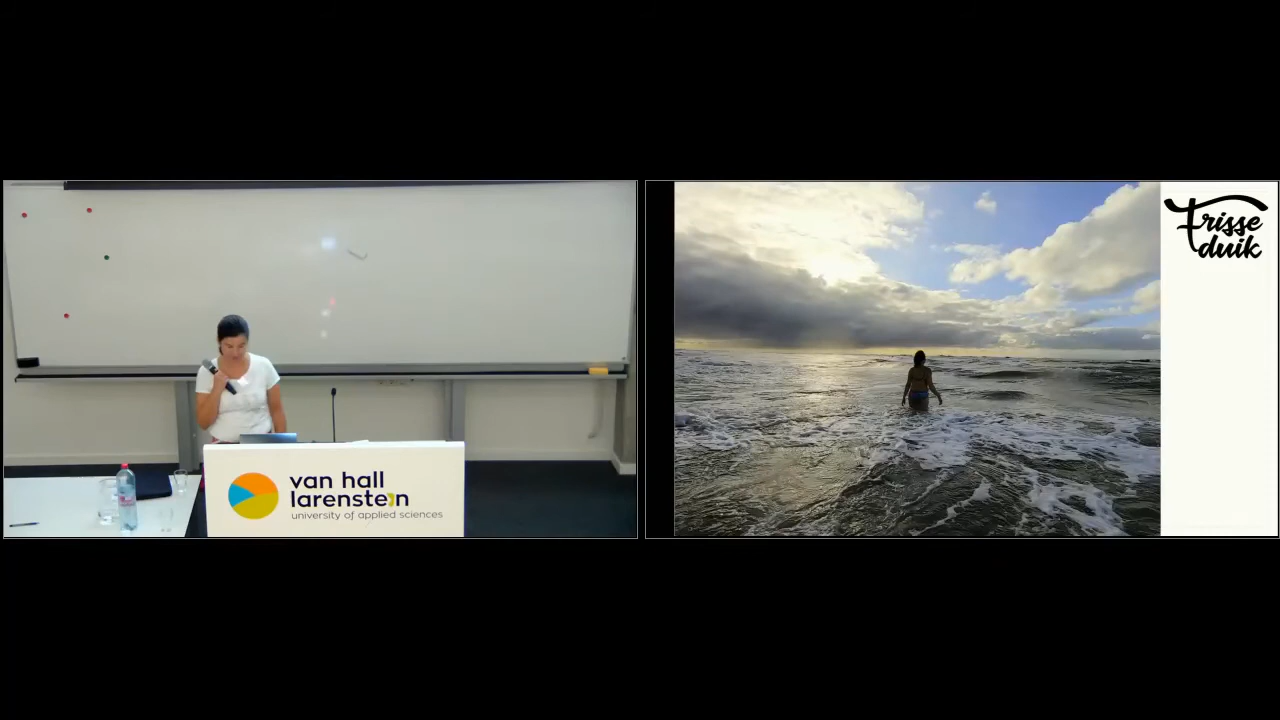 van hall
larenstein
university of applied sciences
Frisse
duik